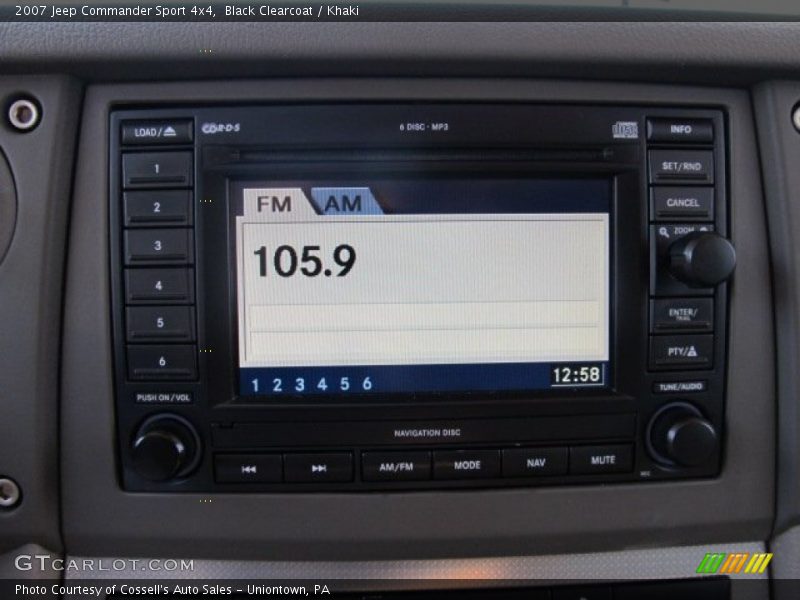 2007 Jeep Commander Sport 4x4, Black Clearcoat / Khaki
LOAD/
CD-R-D-S
6 DISC - MP3
INFO
1
2
3
4
5
6
FM AM
105.9
1 2 3 4 5 6
12:58
SET/RND
CANCEL
ZOOM
ENTER/
PTY/
PUSH ON / VOL
TUNE/AUDIO
NAVIGATION DISC
AM/FM
MODE
NAV
MUTE
GTCARLOT.COM
Photo Courtesy of Cossell's Auto Sales - Uniontown, PA